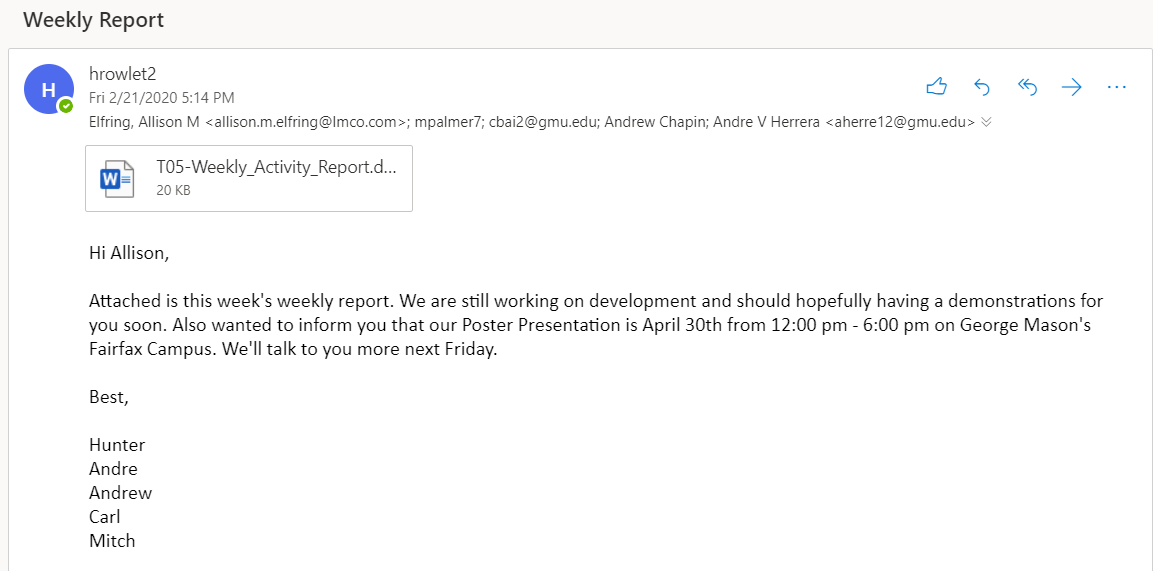 Weekly Report
H
hrowlet2
Fri 2/21/2020 5:14 PM
Elfring, Allison M <allison.m.elfring@lmco.com>; mpalmer7; cbai2@gmu.edu; Andrew Chapin; Andre V Herrera <aherre12@gmu.edu>
W
T05-Weekly_Activity_Report.d...
20 KB
Hi Allison,
Attached is this week's weekly report. We are still working on development and should hopefully having a demonstrations for
you soon. Also wanted to inform you that our Poster Presentation is April 30th from 12:00 pm - 6:00 pm on George Mason's
Fairfax Campus. We'll talk to you more next Friday.
Best,
Hunter
Andre
Andrew
Carl
Mitch